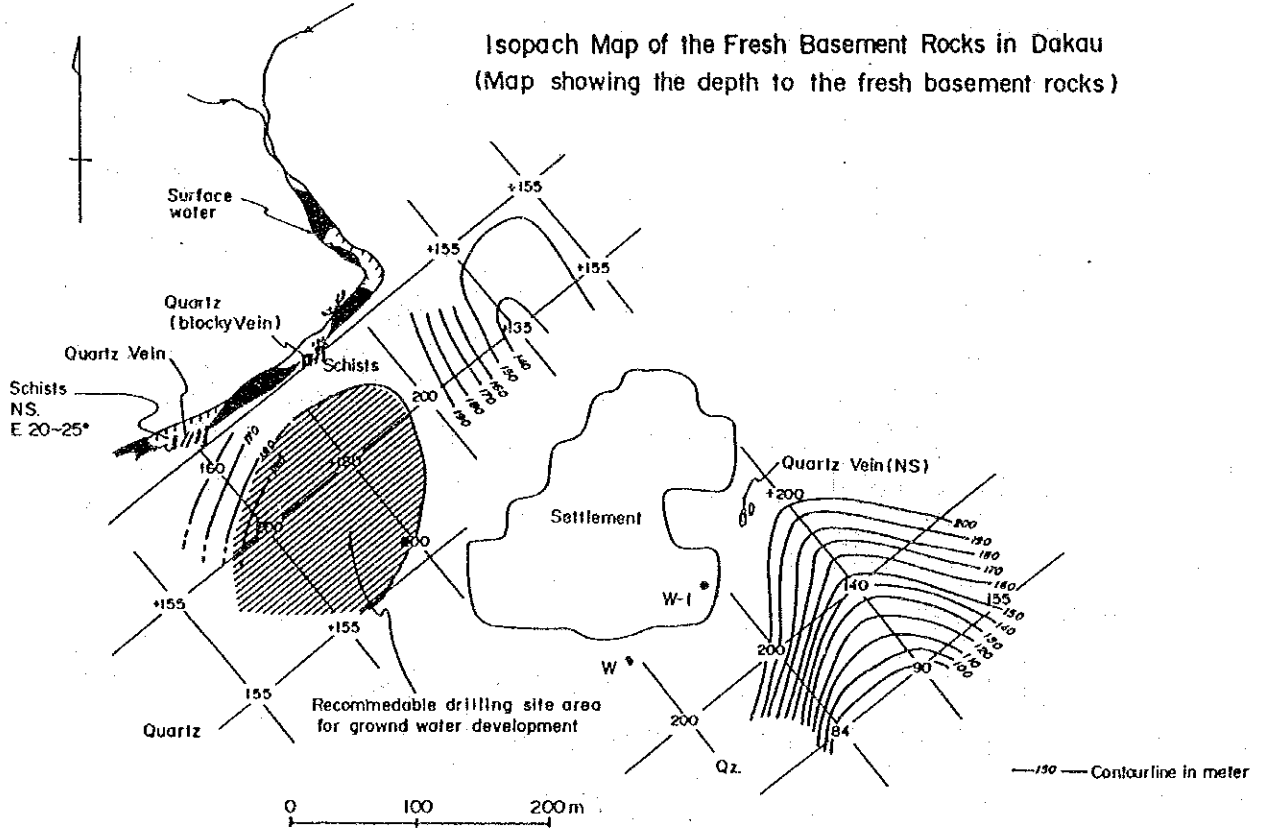 Isopach Map of the Fresh Basement Rocks in Dakau
(Map showing the depth to the fresh basement rocks)
+155
Surface
water
+155
+155
Quartz
(blocky Vein)
+135
Quartz Vein
Schists
140
150
160
170
180
190
Schists
NS.
E 20~25°
200
170
180
160
+180
Quartz Vein (NS)
+200
Settlement
200
190
180
170
160
200
140
W-1
155
150
140
130
120
110
100
+155
+155
200
90
W
155
Recommedable drilling site area
for grownd water development
200
84
Quartz
Qz.
150 Contourline in meter
0 100 200m